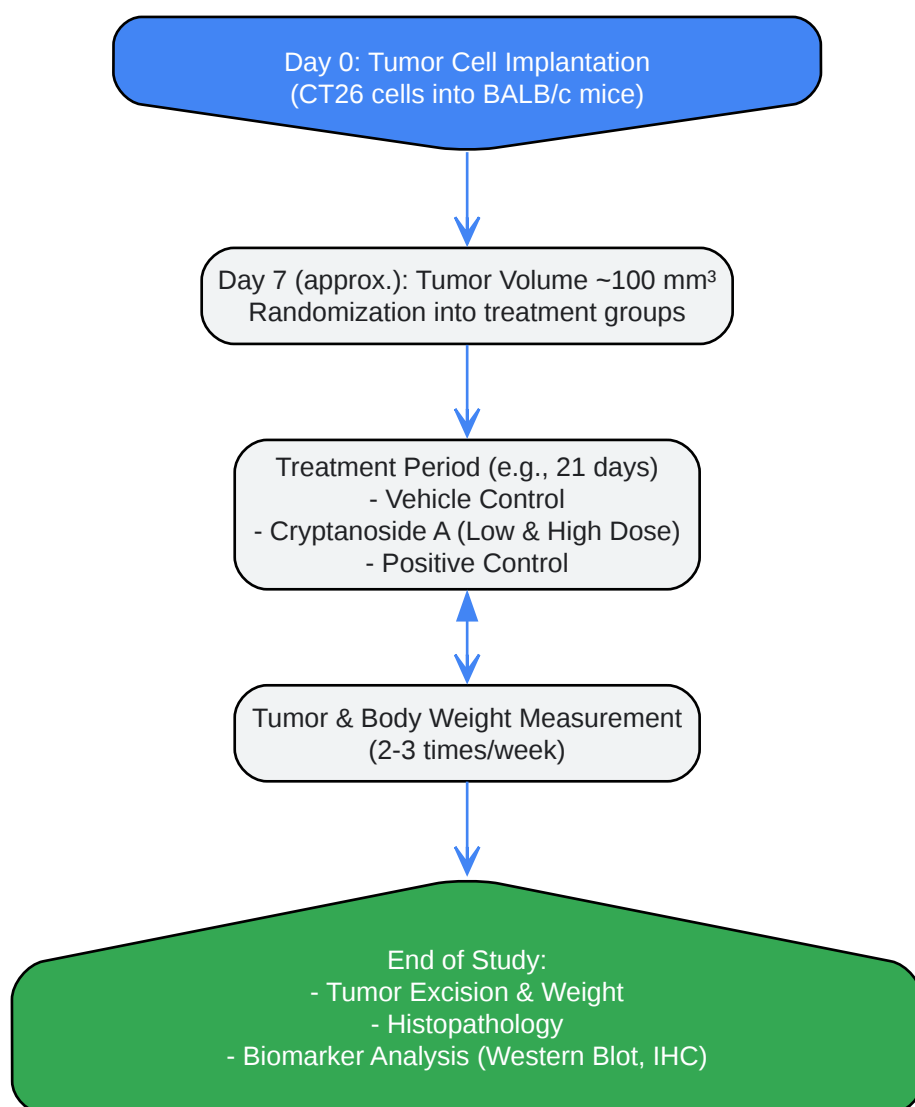 Day 0: Tumor Cell Implantation
(CT26 cells into BALB/c mice)
Day 7 (approx.): Tumor Volume ~100 mm³
Randomization into treatment groups
Treatment Period (e.g., 21 days)
- Vehicle Control
- Cryptanoside A (Low & High Dose)
- Positive Control
Tumor & Body Weight Measurement
(2-3 times/week)
End of Study:
- Tumor Excision & Weight
- Histopathology
- Biomarker Analysis (Western Blot, IHC)